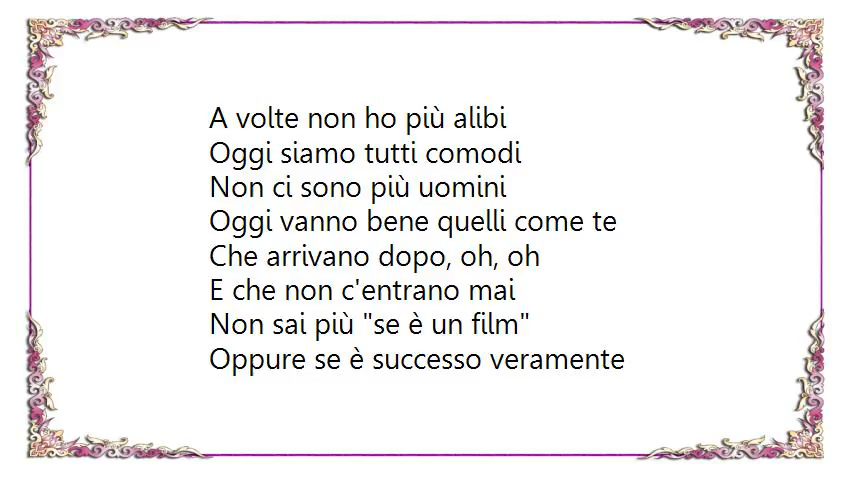 A volte non ho più alibi
Oggi siamo tutti comodi
Non ci sono più uomini
Oggi vanno bene quelli come te
Che arrivano dopo, oh, oh
E che non c'entrano mai
Non sai più "se è un film"
Oppure se è successo veramente